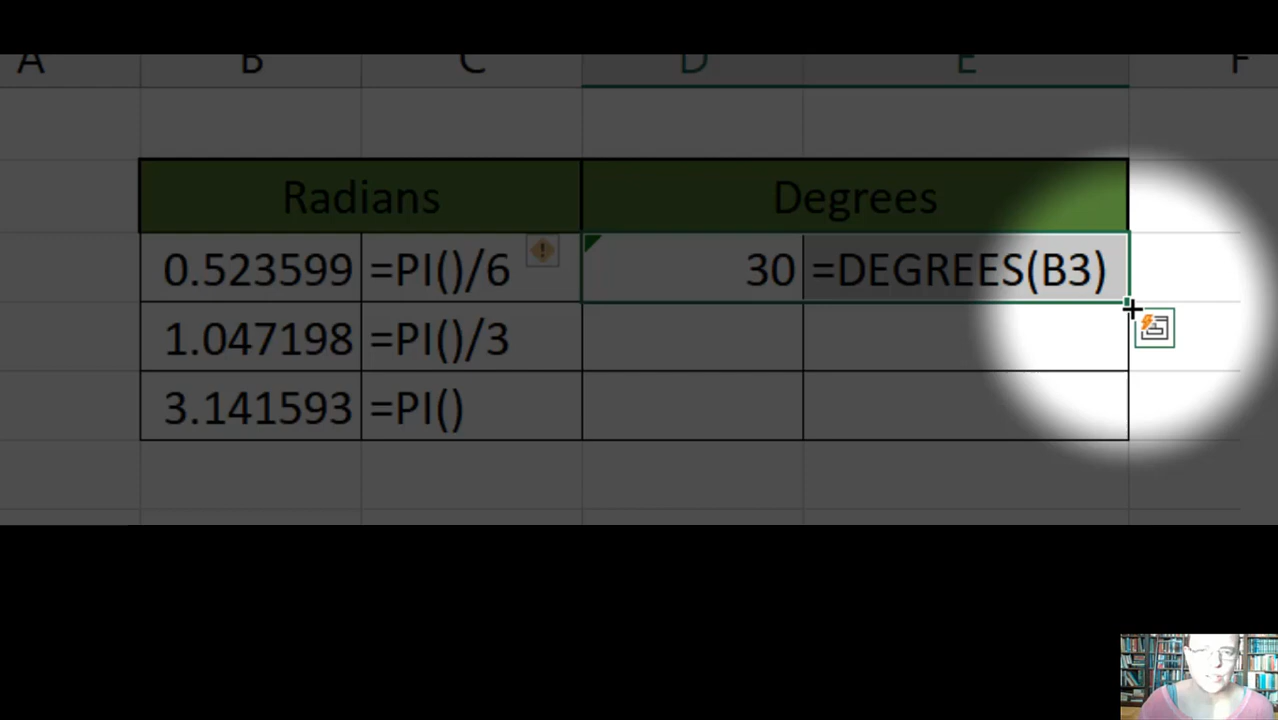 A B C D E F
Radians Degrees
0.523599 =PI()/6 30 =DEGREES(B3)
1.047198 =PI()/3
3.141593 =PI()